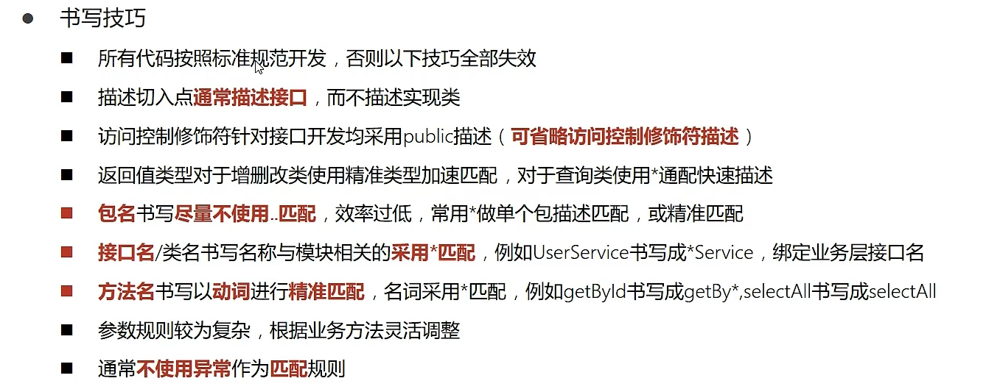 书写技巧
所有代码按照标准规范开发，否则以下技巧全部失效
描述切入点通常描述接口，而不描述实现类
访问控制修饰符针对接口开发均采用public描述（可省略访问控制修饰符描述）
返回值类型对于增删改类使用精准类型加速匹配，对于查询类使用*通配快速描述
包名书写尽量不使用..匹配，效率过低，常用*做单个包描述匹配，或精准匹配
接口名/类名书写名称与模块相关的采用*匹配，例如UserService书写成*Service，绑定业务层接口名
方法名书写以动词进行精准匹配，名词采用*匹配，例如getById书写成getBy*,selectAll书写成selectAll
参数规则较为复杂，根据业务方法灵活调整
通常不使用异常作为匹配规则